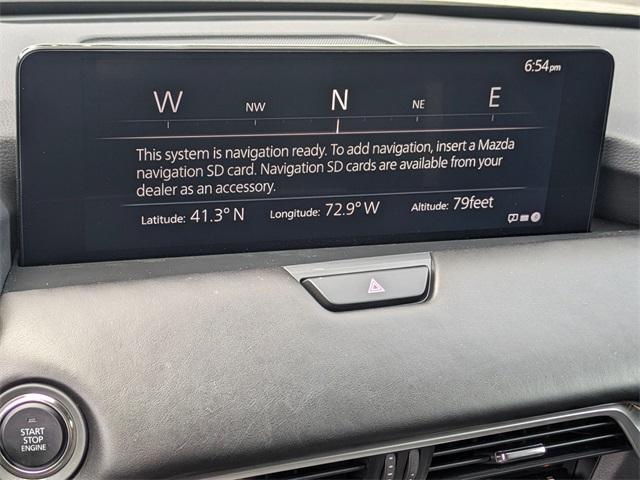 6:54pm
W NW N NE E
This system is navigation ready. To add navigation, insert a Mazda
navigation SD card. Navigation SD cards are available from your
dealer as an accessory.
Latitude: 41.3° N Longitude: 72.9° W Altitude: 79feet
START
STOP
ENGINE